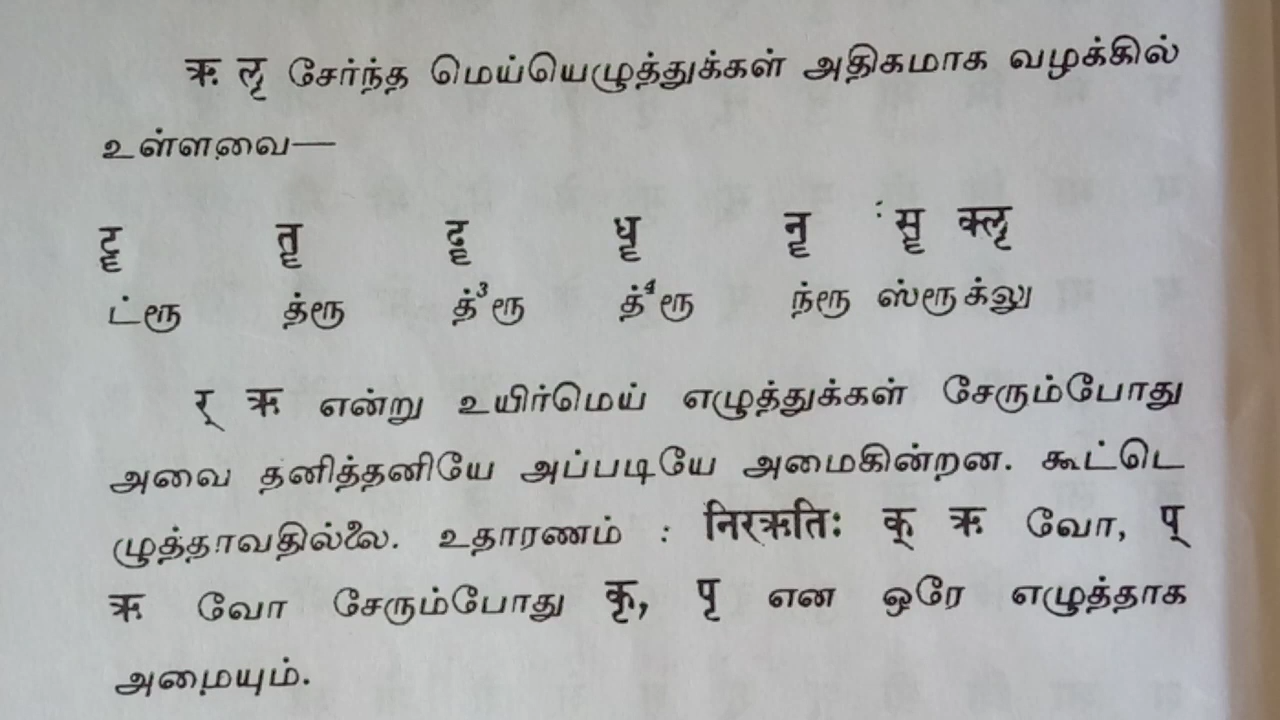 ऋ ऌ சேர்ந்த மெய்யெழுத்துக்கள் அதிகமாக வழக்கில்
உள்ளவை—
टृ तृ दृ धृ नृ : सृ क्लृ
ட்ரூ த்ரூ த்³ரூ த்⁴ரூ ந்ரூ ஸ்ரூ க்லு
र् ऋ என்று உயிர்மெய் எழுத்துக்கள் சேரும்போது
அவை தனித்தனியே அப்படியே அமைகின்றன. கூட்டெ
ழுத்தாவதில்லை. உதாரணம் : निरऋतिः क् ऋ வோ, प्
ऋ வோ சேரும்போது कृ, पृ என ஒரே எழுத்தாக
அமையும்.